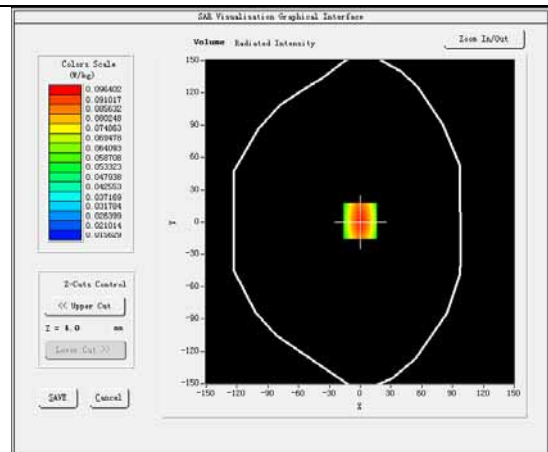 SAR Visualisation Graphical Interface
Volume Radiated Intensity
Zoom In/Out
Colors Scale
(W/kg)
0.096402
0.091017
0.085632
0.080248
0.074863
0.069478
0.064093
0.058708
0.053323
0.047938
0.042553
0.037169
0.031784
0.026399
0.021014
0.015629
150
120
90
60
30
0
-30
-60
-90
-120
-150
Y
-150 -120 -90 -60 -30 0 30 60 90 120 150
X
Z-Cuts Control
<< Upper Cut
Z = 4.0 mm
Lower Cut >>
SAVE
Cancel